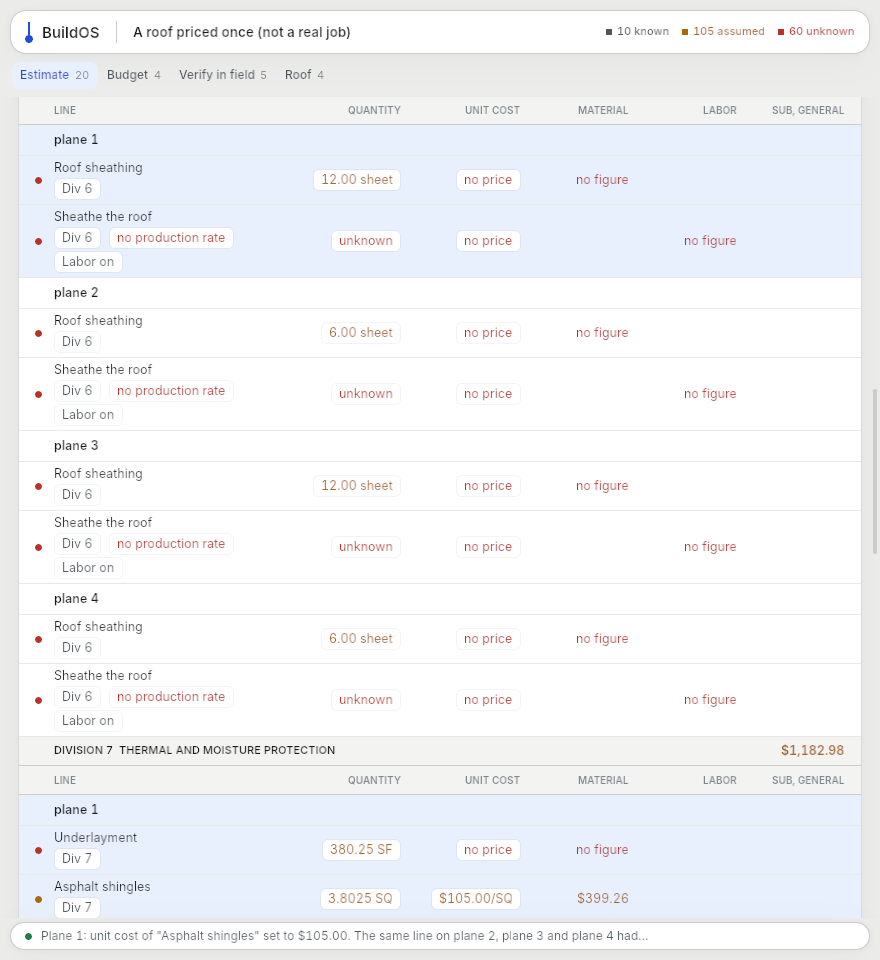 BuildOS A roof priced once (not a real job) 10 known 105 assumed 60 unknown
Estimate 20 Budget 4 Verify in field 5 Roof 4
LINE QUANTITY UNIT COST MATERIAL LABOR SUB, GENERAL
plane 1
Roof sheathing
Div 6
12.00 sheet no price no figure
Sheathe the roof
Div 6 no production rate
Labor on
unknown no price no figure
plane 2
Roof sheathing
Div 6
6.00 sheet no price no figure
Sheathe the roof
Div 6 no production rate
Labor on
unknown no price no figure
plane 3
Roof sheathing
Div 6
12.00 sheet no price no figure
Sheathe the roof
Div 6 no production rate
Labor on
unknown no price no figure
plane 4
Roof sheathing
Div 6
6.00 sheet no price no figure
Sheathe the roof
Div 6 no production rate
Labor on
unknown no price no figure
DIVISION 7 THERMAL AND MOISTURE PROTECTION $1,182.98
LINE QUANTITY UNIT COST MATERIAL LABOR SUB, GENERAL
plane 1
Underlayment
Div 7
380.25 SF no price no figure
Asphalt shingles
Div 7
3.8025 SQ $105.00/SQ $399.26
Plane 1: unit cost of "Asphalt shingles" set to $105.00. The same line on plane 2, plane 3 and plane 4 had...